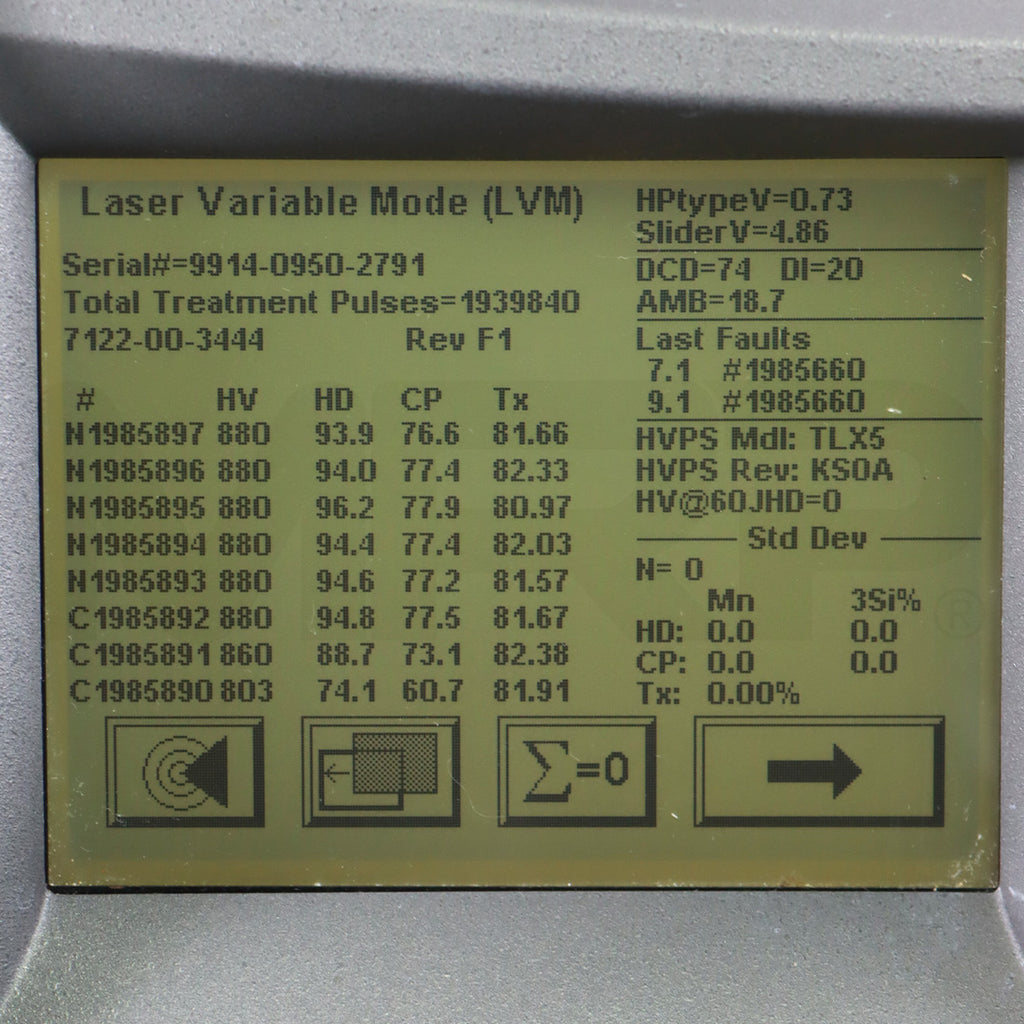 Laser Variable Mode (LVM)
Serial#=9914-0950-2791
Total Treatment Pulses=1939840
7122-00-3444 Rev F1
# HV HD CP Tx
N1985897 880 93.9 76.6 81.66
N1985896 880 94.0 77.4 82.33
N1985895 880 96.2 77.9 80.97
N1985894 880 94.4 77.4 82.03
N1985893 880 94.6 77.2 81.57
C1985892 880 94.8 77.5 81.67
C1985891 860 88.7 73.1 82.38
C1985890 803 74.1 60.7 81.91
HPtypeV=0.73
SliderV=4.86
DCD=74 DI=20
AMB=18.7
Last Faults
7.1 #1985660
9.1 #1985660
HVPS Mdl: TLX5
HVPS Rev: KS0A
HV@60JHD=0
Std Dev
N= 0
Mn 3Si%
HD: 0.0 0.0
CP: 0.0 0.0
Tx: 0.00%
Σ=0